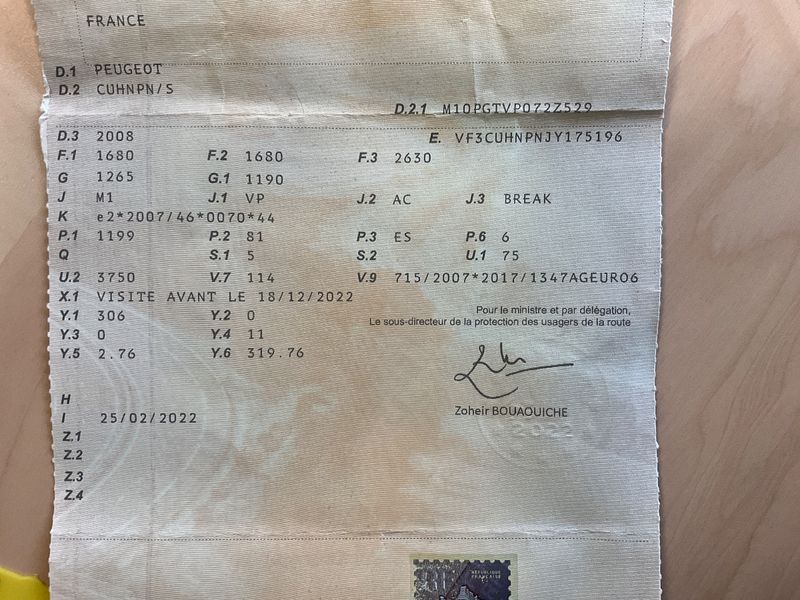 FRANCE
D.1 PEUGEOT
D.2 CUHNPN/S
D.2.1 M10PGTVP072Z529
D.3 2008 E. VF3CUHNPNJY175196
F.1 1680 F.2 1680 F.3 2630
G 1265 G.1 1190
J M1 J.1 VP J.2 AC J.3 BREAK
K e2*2007/46*0070*44
P.1 1199 P.2 81 P.3 ES P.6 6
Q S.1 5 S.2 U.1 75
U.2 3750 V.7 114 V.9 715/2007*2017/1347AGEURO6
X.1 VISITE AVANT LE 18/12/2022
Y.1 306 Y.2 0
Pour le ministre et par délégation,
Le sous-directeur de la protection des usagers de la route
Y.3 0 Y.4 11
Y.5 2.76 Y.6 319.76
H
Zoheir BOUAOUICHE
I 25/02/2022
2022
Z.1
Z.2
Z.3
Z.4
RÉPUBLIQUE
FRANÇAISE